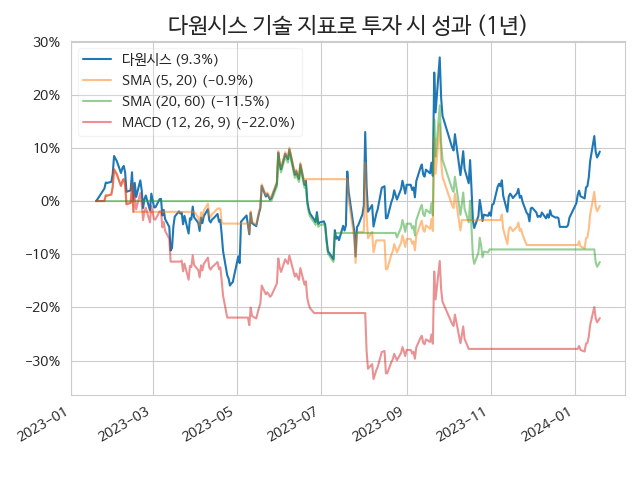 다원시스 기술 지표로 투자 시 성과 (1년)
30%
20%
10%
0%
−10%
−20%
−30%
다원시스 (9.3%)
SMA (5, 20) (−0.9%)
SMA (20, 60) (−11.5%)
MACD (12, 26, 9) (−22.0%)
2023-01
2023-03
2023-05
2023-07
2023-09
2023-11
2024-01